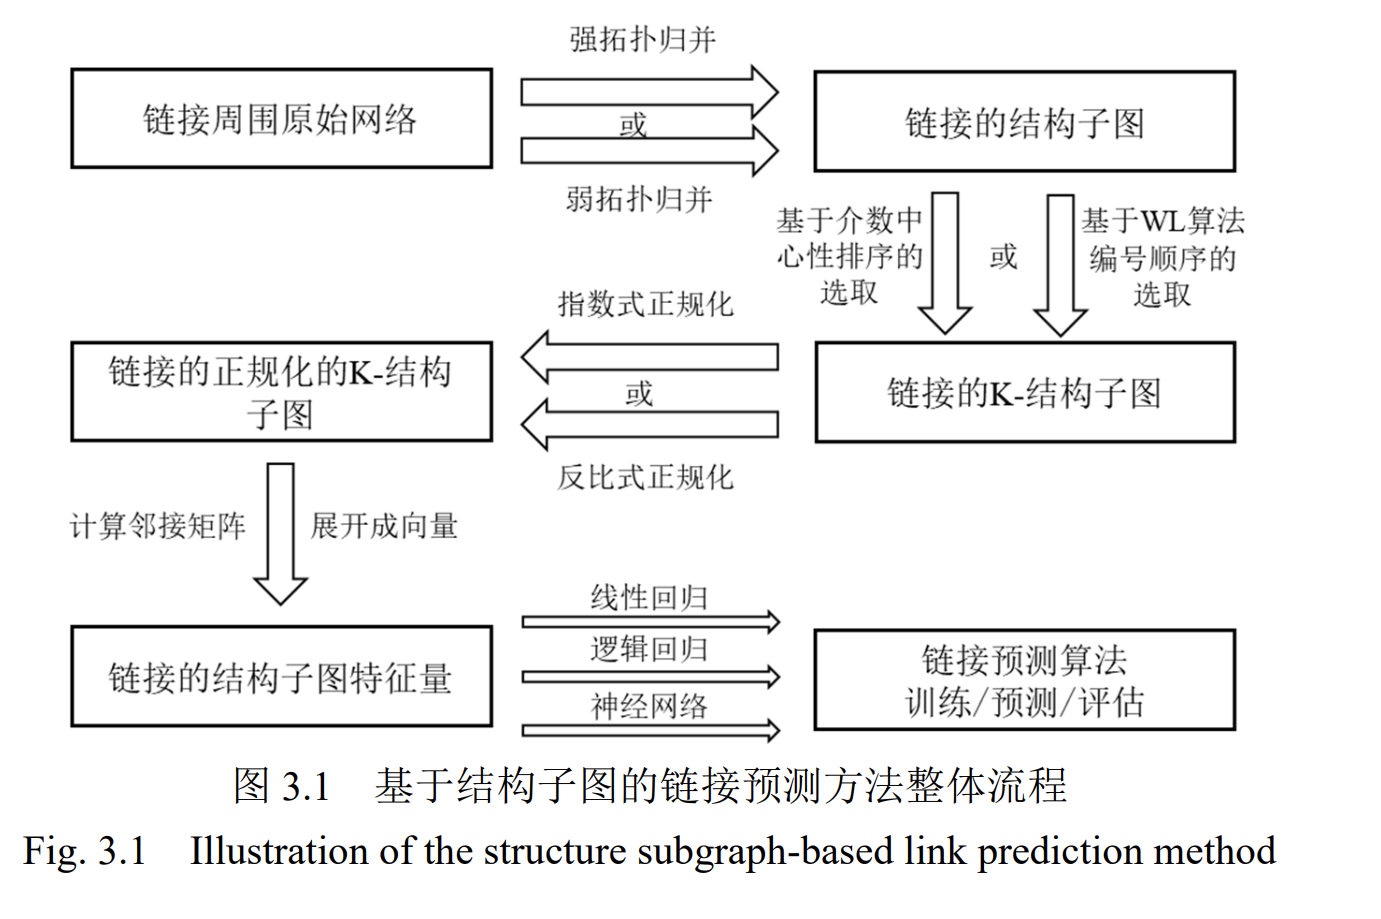 强拓扑归并
链接周围原始网络
或
链接的结构子图
弱拓扑归并
基于介数中
心性排序的
选取
或
基于WL算法
编号顺序的
选取
指数式正规化
链接的正规化的K-结构
子图
或
链接的K-结构子图
反比式正规化
计算邻接矩阵
展开成向量
线性回归
链接的结构子图特征量
逻辑回归
神经网络
链接预测算法
训练/预测/评估
图 3.1 基于结构子图的链接预测方法整体流程
Fig. 3.1 Illustration of the structure subgraph-based link prediction method